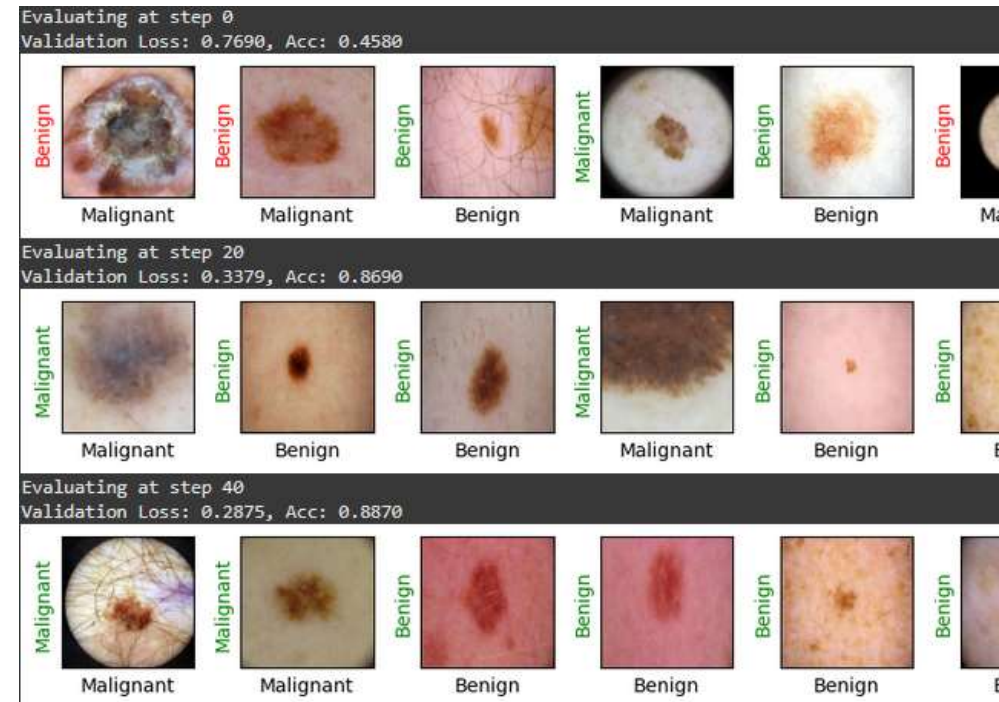 Evaluating at step 0
Validation Loss: 0.7690, Acc: 0.4580
Benign Benign Benign Malignant Benign Benign
Malignant Malignant Benign Malignant Benign
Evaluating at step 20
Validation Loss: 0.3379, Acc: 0.8690
Malignant Benign Benign Malignant Benign Benign
Malignant Benign Benign Malignant Benign
Evaluating at step 40
Validation Loss: 0.2875, Acc: 0.8870
Malignant Malignant Benign Benign Benign Benign
Malignant Malignant Benign Benign Benign